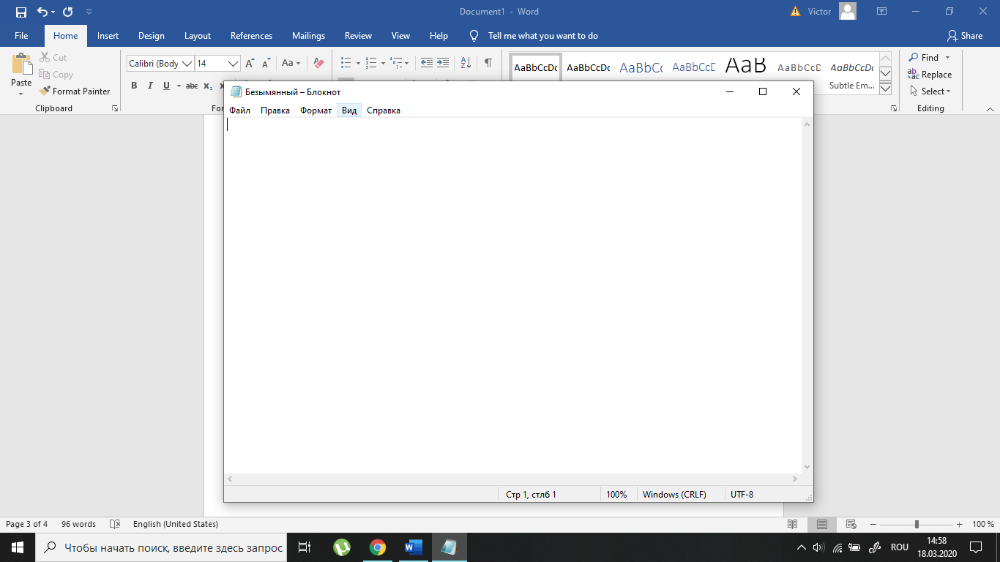 Document1 - Word
Victor
File Home Insert Design Layout References Mailings Review View Help Tell me what you want to do Share
Paste
Cut
Copy
Format Painter
Clipboard
Calibri (Body 14
Aa
B I U abc x₂
AaBbCcDc AaBbCcDc AaBbCc AaBbCcD AaB AaBbCcD AaBbCcDc
Subtle Em...
Find
Replace
Select
Editing
Безымянный – Блокнот
Файл Правка Формат Вид Справка
Стр 1, стлб 1 100% Windows (CRLF) UTF-8
Page 3 of 4 96 words English (United States) 100 %
Чтобы начать поиск, введите здесь запрос
ROU
14:58
18.03.2020